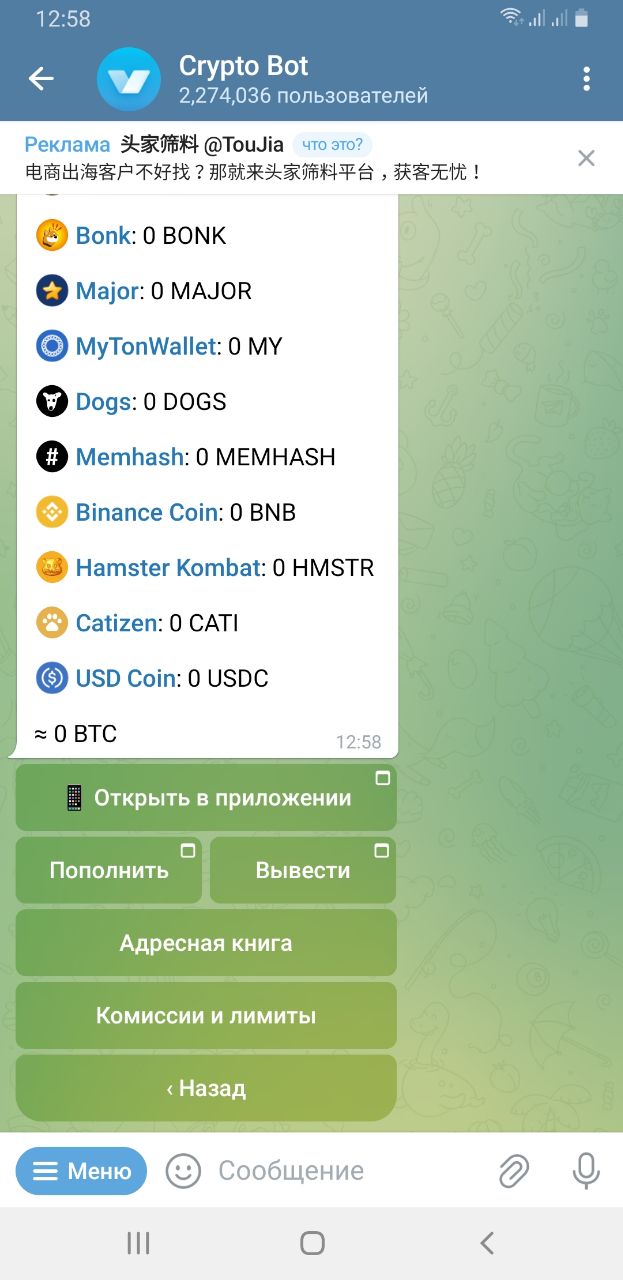 12:58
Crypto Bot
2,274,036 пользователей
Реклама 头家筛料 @TouJia что это?
电商出海客户不好找？那就来头家筛料平台，获客无忧！
Bonk: 0 BONK
Major: 0 MAJOR
MyTonWallet: 0 MY
Dogs: 0 DOGS
Memhash: 0 MEMHASH
Binance Coin: 0 BNB
Hamster Kombat: 0 HMSTR
Catizen: 0 CATI
USD Coin: 0 USDC
≈ 0 BTC
12:58
Открыть в приложении
Пополнить
Вывести
Адресная книга
Комиссии и лимиты
‹ Назад
Меню
Сообщение